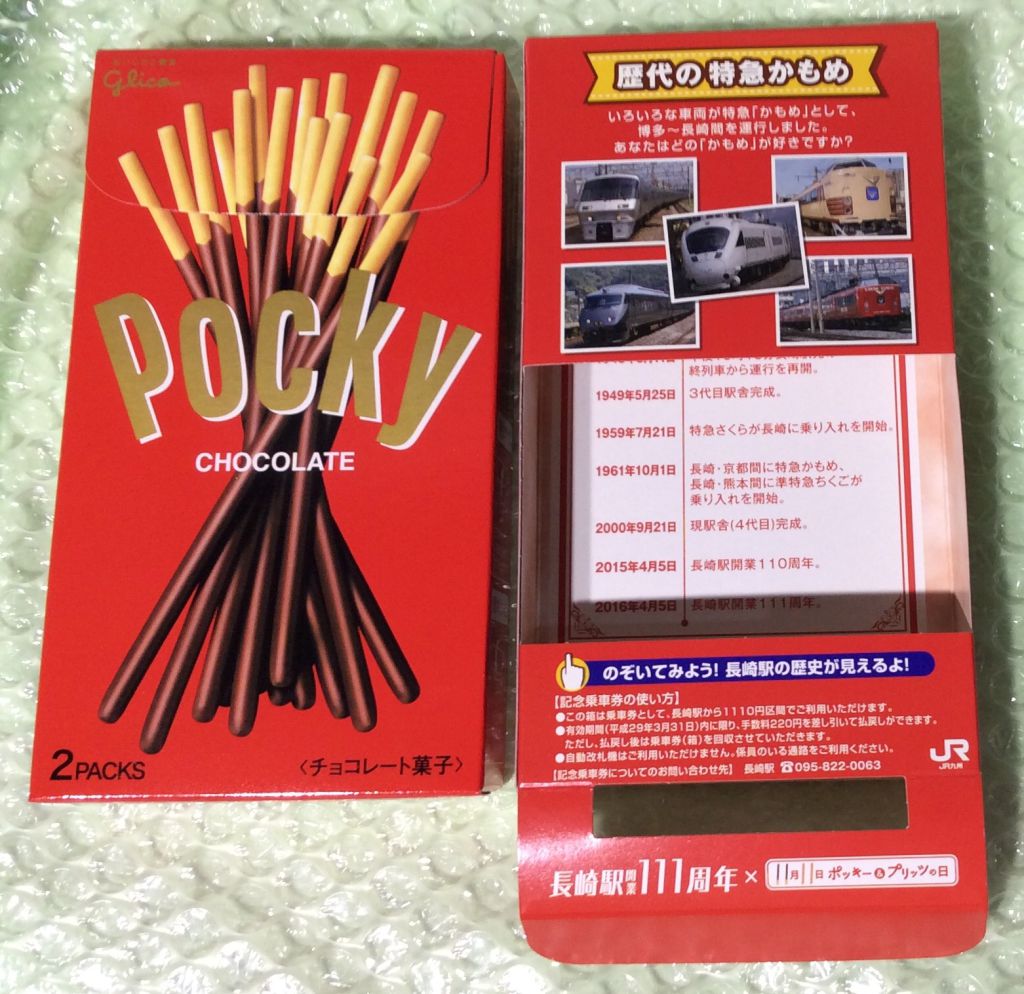 おいしさと健康
Glico
Pocky
CHOCOLATE
2PACKS
〈チョコレート菓子〉
歴代の特急かもめ
いろいろな車両が特急「かもめ」として、
博多〜長崎間を運行しました。
あなたはどの「かもめ」が好きですか？
終列車から運行を再開。
1949年5月25日 3代目駅舎完成。
1959年7月21日 特急さくらが長崎に乗り入れを開始。
1961年10月1日 長崎・京都間に特急かもめ、
長崎・熊本間に準特急ちくごが
乗り入れを開始。
2000年9月21日 現駅舎(4代目)完成。
2015年4月5日 長崎駅開業110周年。
2016年4月5日 長崎駅開業111周年。
のぞいてみよう！長崎駅の歴史が見えるよ！
【記念乗車券の使い方】
●この箱は乗車券として、長崎駅から1110円区間でご利用いただけます。
●有効期間(平成29年3月31日)内に限り、手数料220円を差し引いて払戻しができます。
ただし、払戻し後は乗車券(箱)を回収させていただきます。
●自動改札機はご利用いただけません。係員のいる通路をご利用ください。
【記念乗車券についてのお問い合わせ先】 長崎駅 ☎095-822-0063
JR
JR九州
長崎駅開業111周年×11月11日 ポッキー&プリッツの日